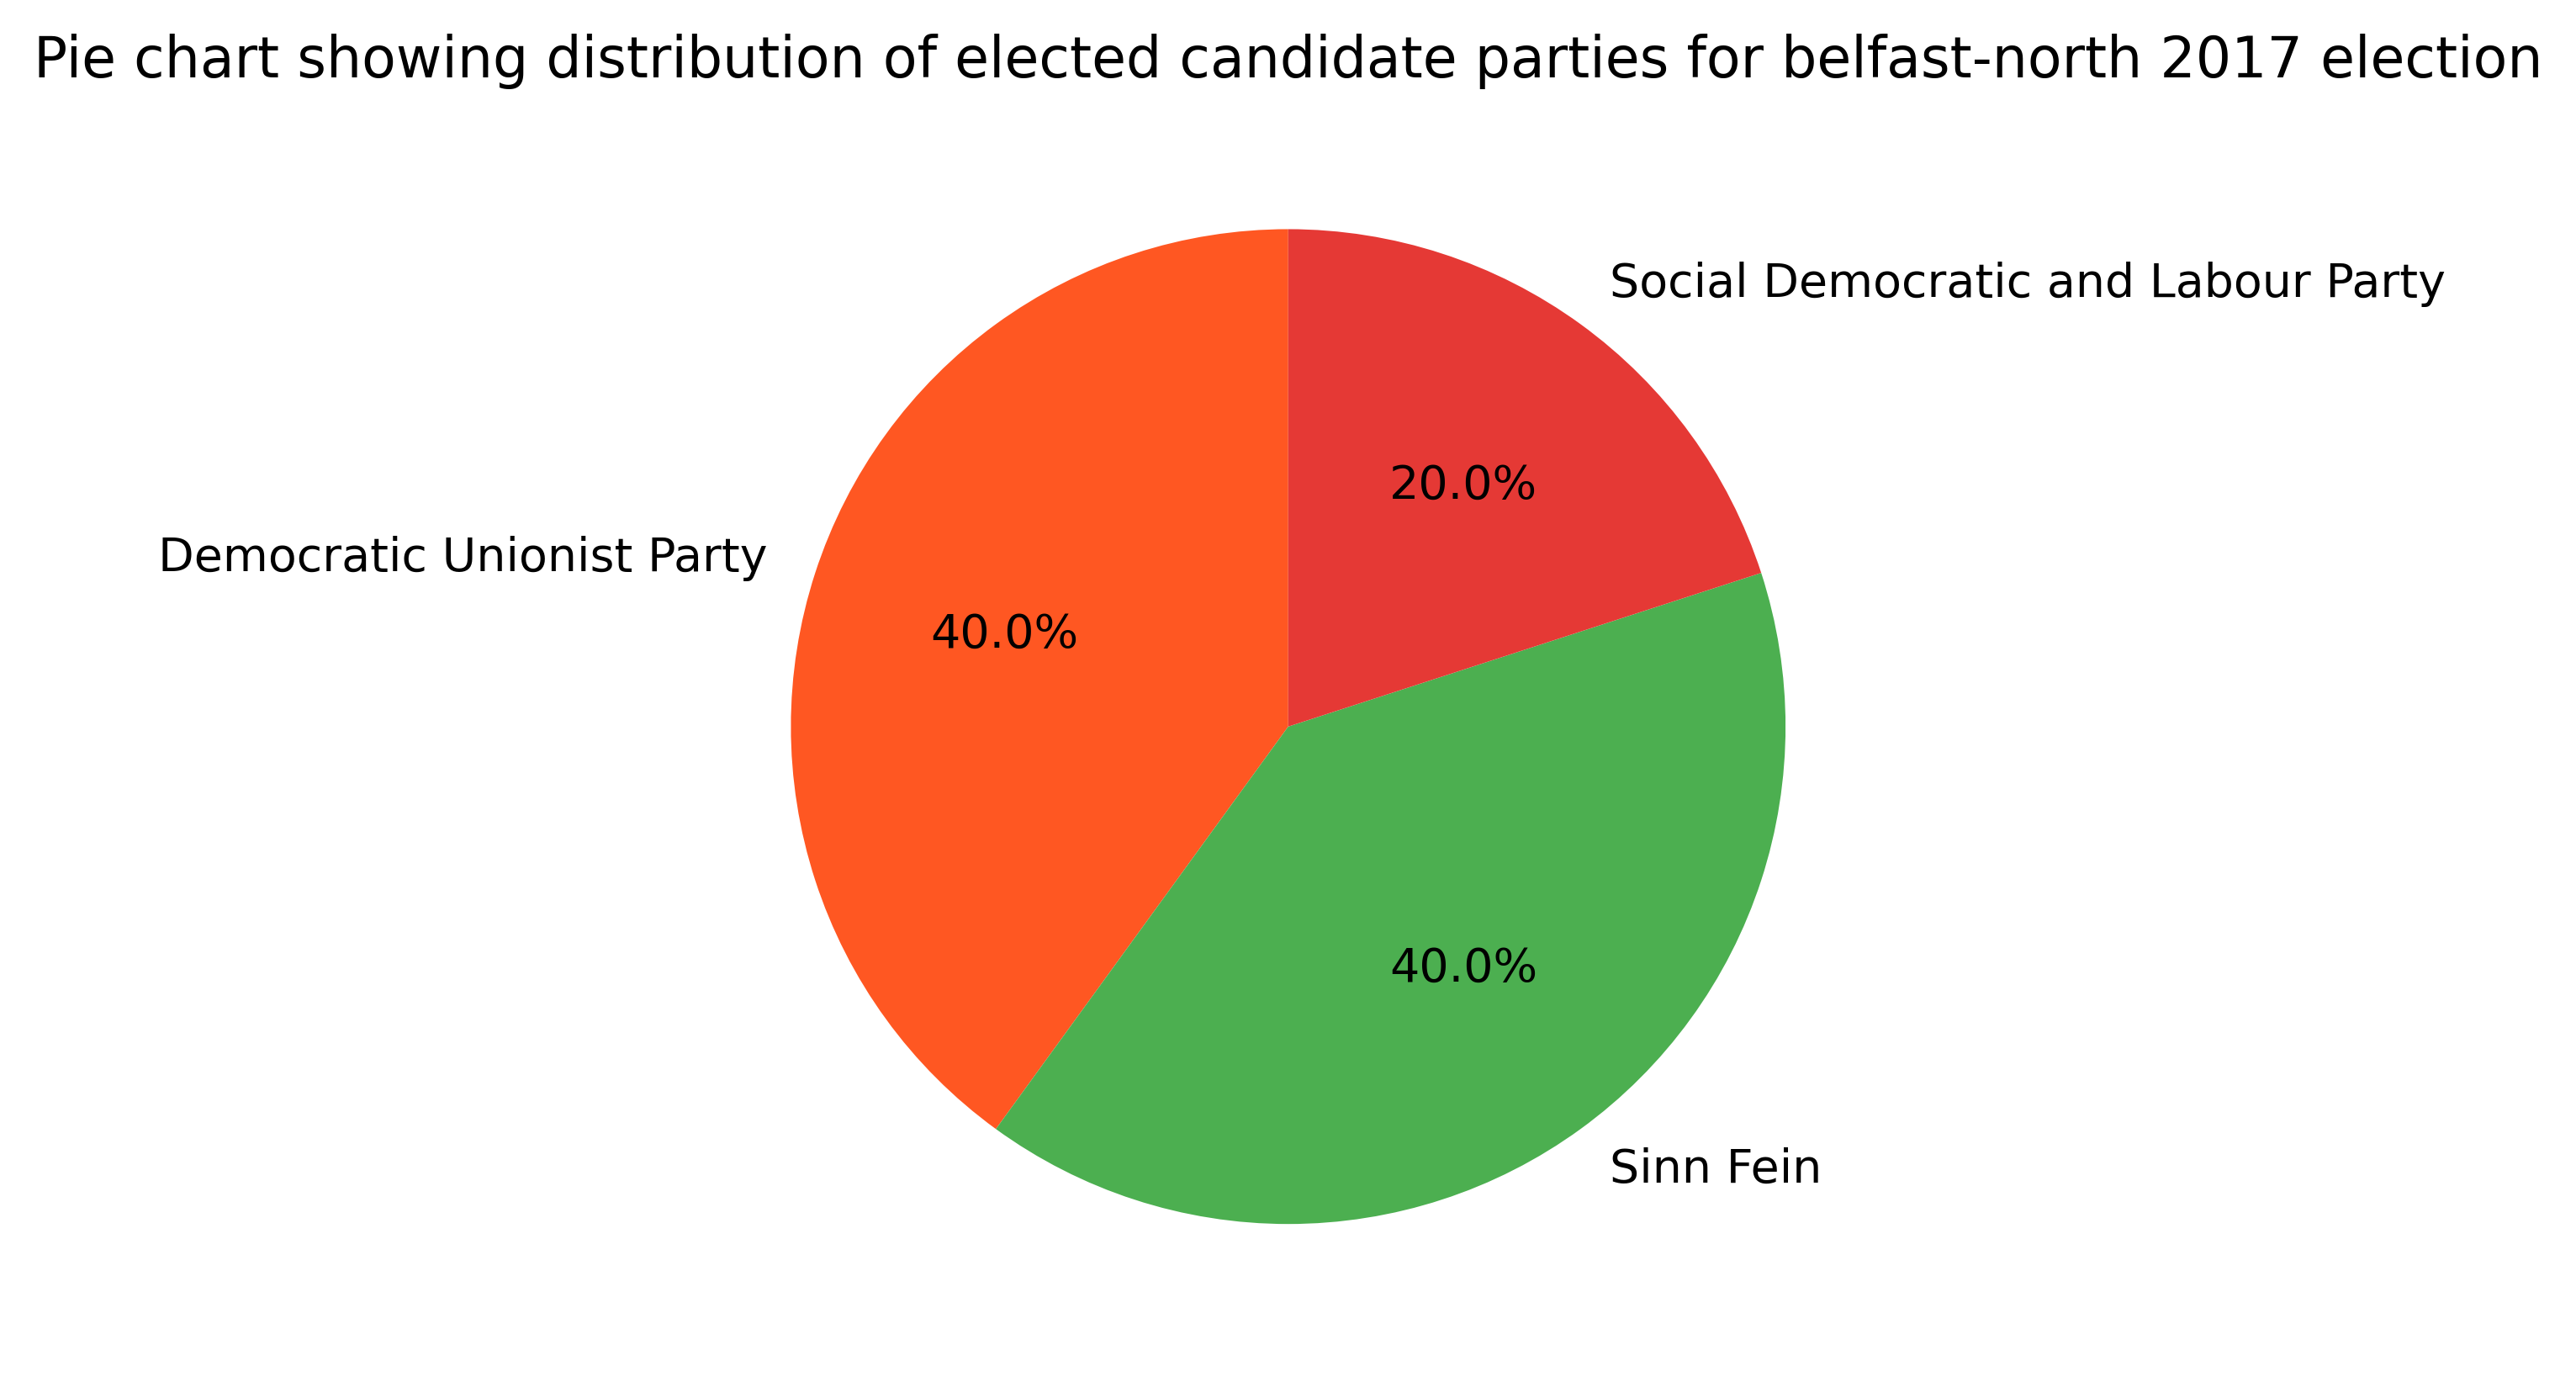 Pie chart showing distribution of elected candidate parties for belfast-north 2017 election
Social Democratic and Labour Party
20.0%
Democratic Unionist Party
40.0%
40.0%
Sinn Fein